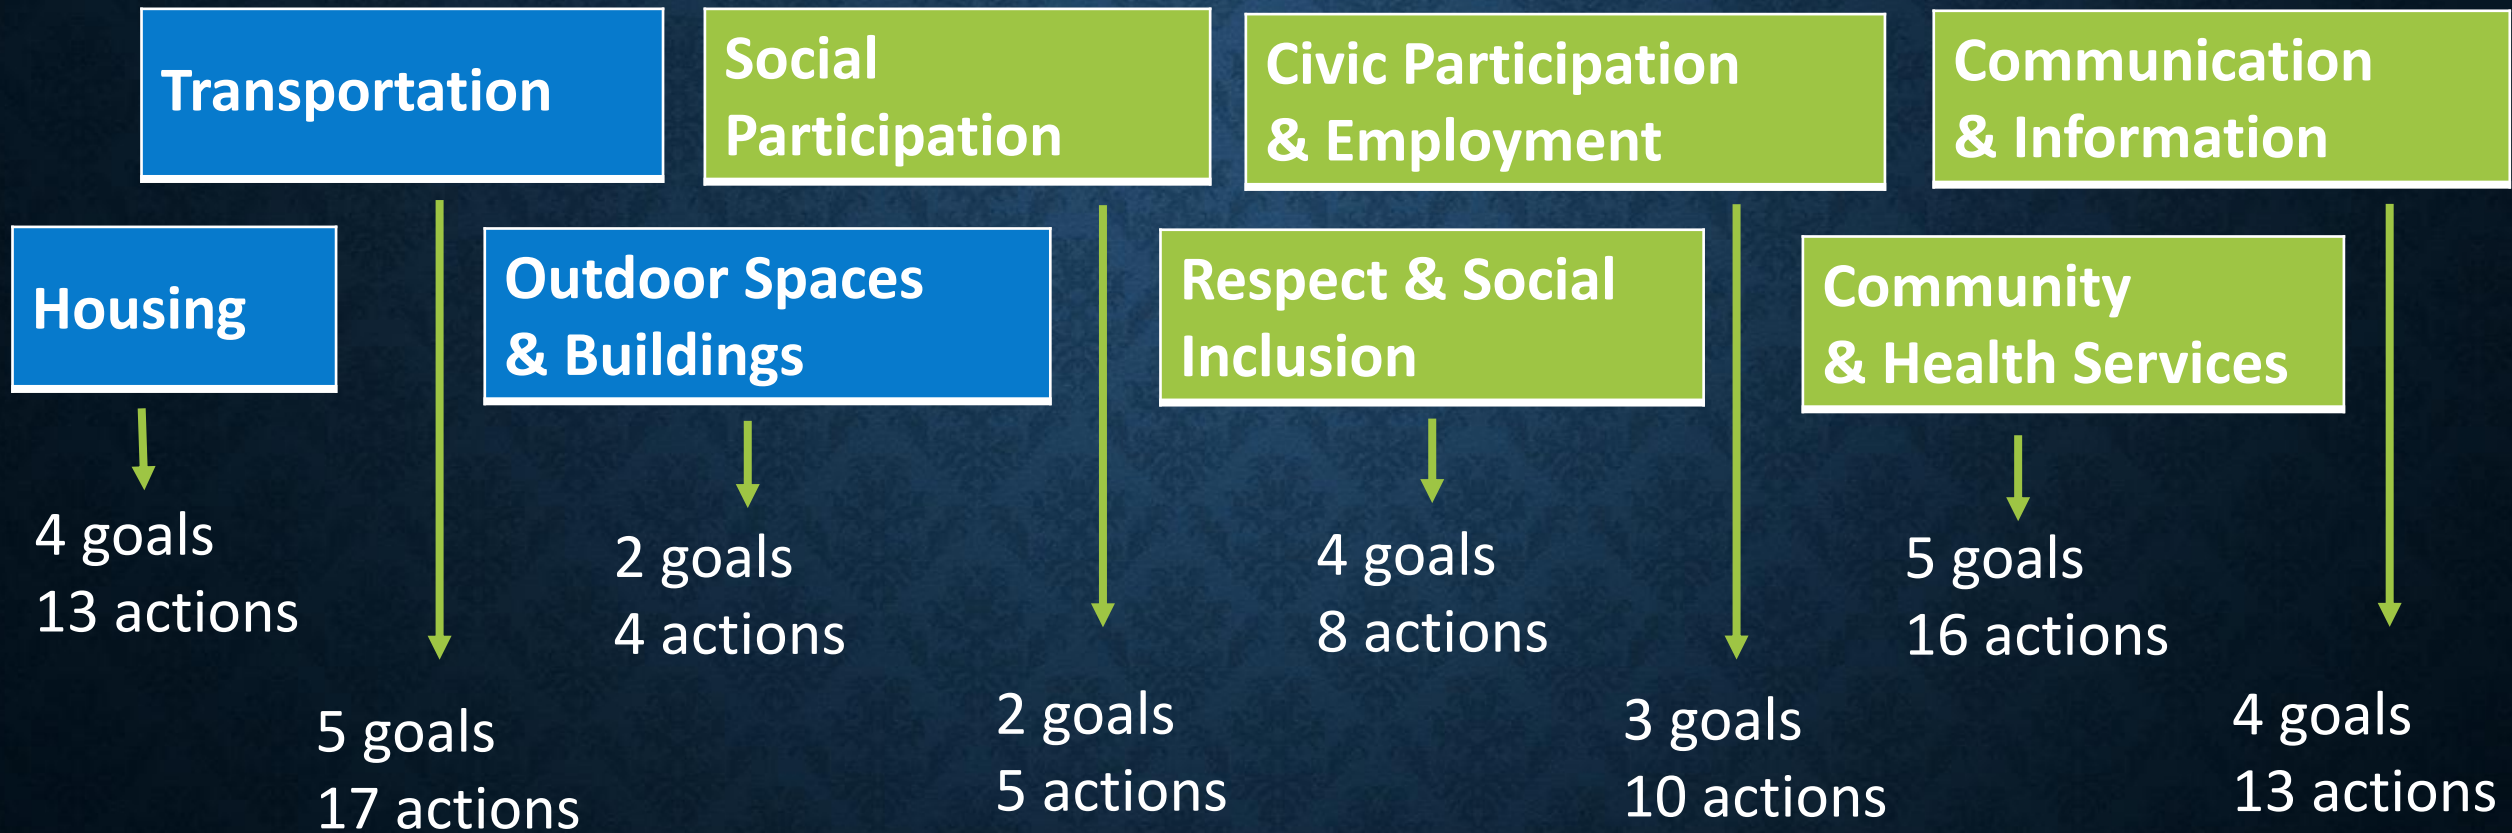 Transportation
Social
Participation
Civic Participation
& Employment
Communication
& Information
Housing
Outdoor Spaces
& Buildings
Respect & Social
Inclusion
Community
& Health Services
4 goals
13 actions
2 goals
4 actions
4 goals
8 actions
5 goals
16 actions
5 goals
17 actions
2 goals
5 actions
3 goals
10 actions
4 goals
13 actions